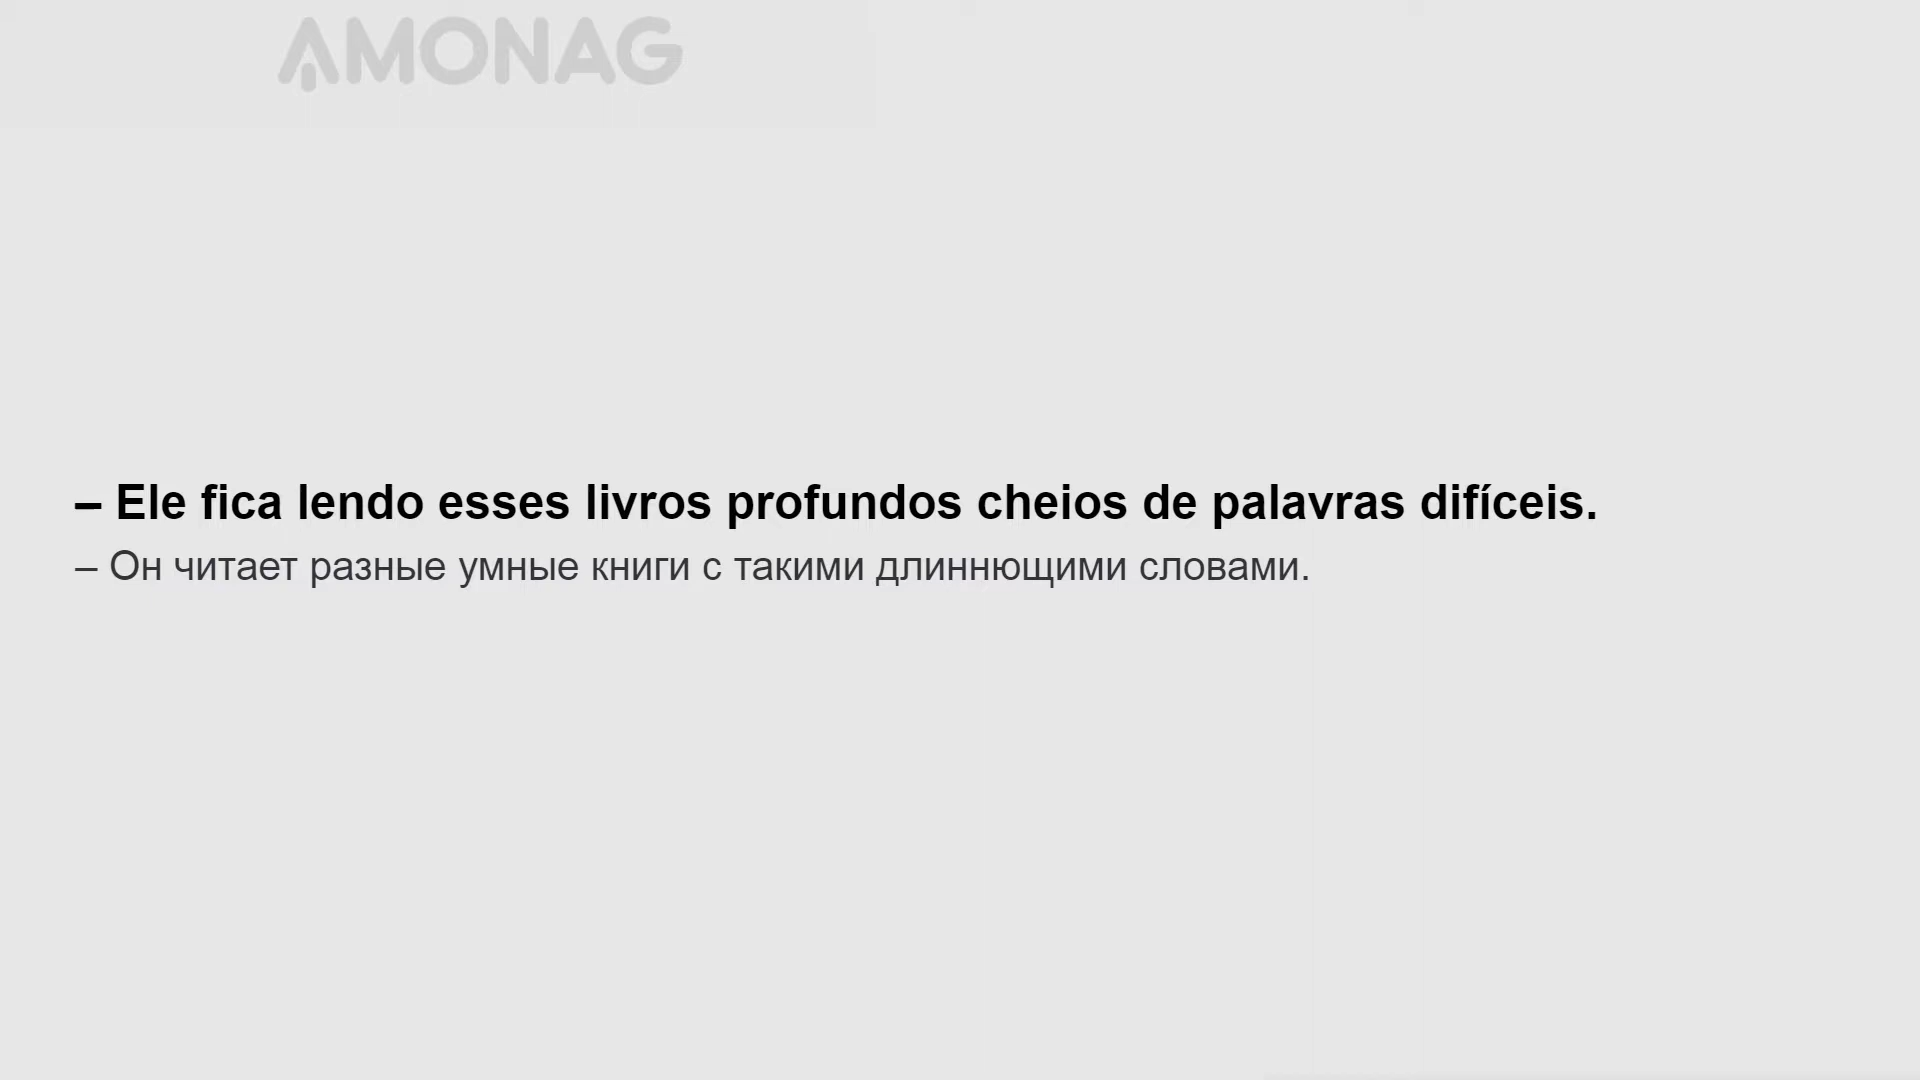 AMONAG
– Ele fica lendo esses livros profundos cheios de palavras difíceis.
– Он читает разные умные книги с такими длиннющими словами.